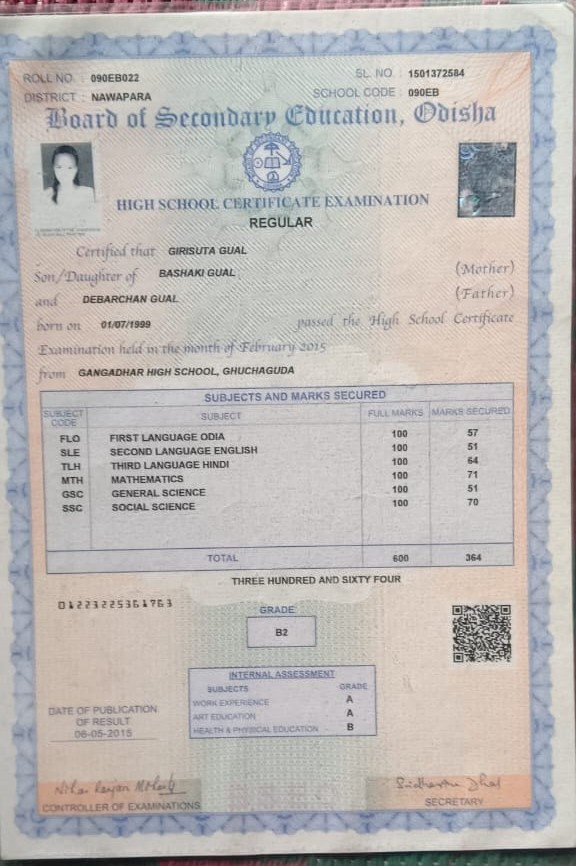 ROLL NO : 090EB022 SL. NO. : 1501372584
DISTRICT : NAWAPARA SCHOOL CODE : 090EB
Board of Secondary Education, Odisha
HIGH SCHOOL CERTIFICATE EXAMINATION
REGULAR
Certified that GIRISUTA GUAL
Son/Daughter of BASHAKI GUAL (Mother)
and DEBARCHAN GUAL (Father)
born on 01/07/1999 passed the High School Certificate
Examination held in the month of February 2015
from GANGADHAR HIGH SCHOOL, GHUCHAGUDA
SUBJECTS AND MARKS SECURED
SUBJECT CODE SUBJECT FULL MARKS MARKS SECURED
FLO FIRST LANGUAGE ODIA 100 57
SLE SECOND LANGUAGE ENGLISH 100 51
TLH THIRD LANGUAGE HINDI 100 64
MTH MATHEMATICS 100 71
GSC GENERAL SCIENCE 100 51
SSC SOCIAL SCIENCE 100 70
TOTAL 600 364
THREE HUNDRED AND SIXTY FOUR
01223225361763
GRADE
B2
INTERNAL ASSESSMENT
SUBJECTS GRADE
WORK EXPERIENCE A
ART EDUCATION A
HEALTH & PHYSICAL EDUCATION - B
DATE OF PUBLICATION
OF RESULT
06-05-2015
CONTROLLER OF EXAMINATIONS SECRETARY